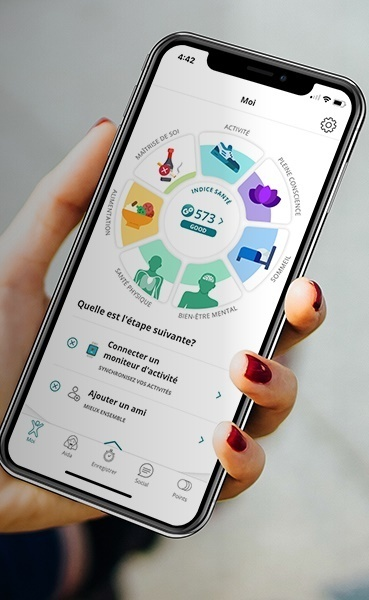 4:42
Moi
ACTIVITÉ
MAÎTRISE DE SOI
PLEINE CONSCIENCE
INDICE SANTÉ
573
GOOD
ALIMENTATION
SOMMEIL
SANTÉ PHYSIQUE
BIEN-ÊTRE MENTAL
Quelle est l'étape suivante?
Connecter un
moniteur d'activité
SYNCHRONISEZ VOS ACTIVITÉS
Ajouter un ami
MIEUX ENSEMBLE
Moi
Aida
Enregistrer
Social
Points